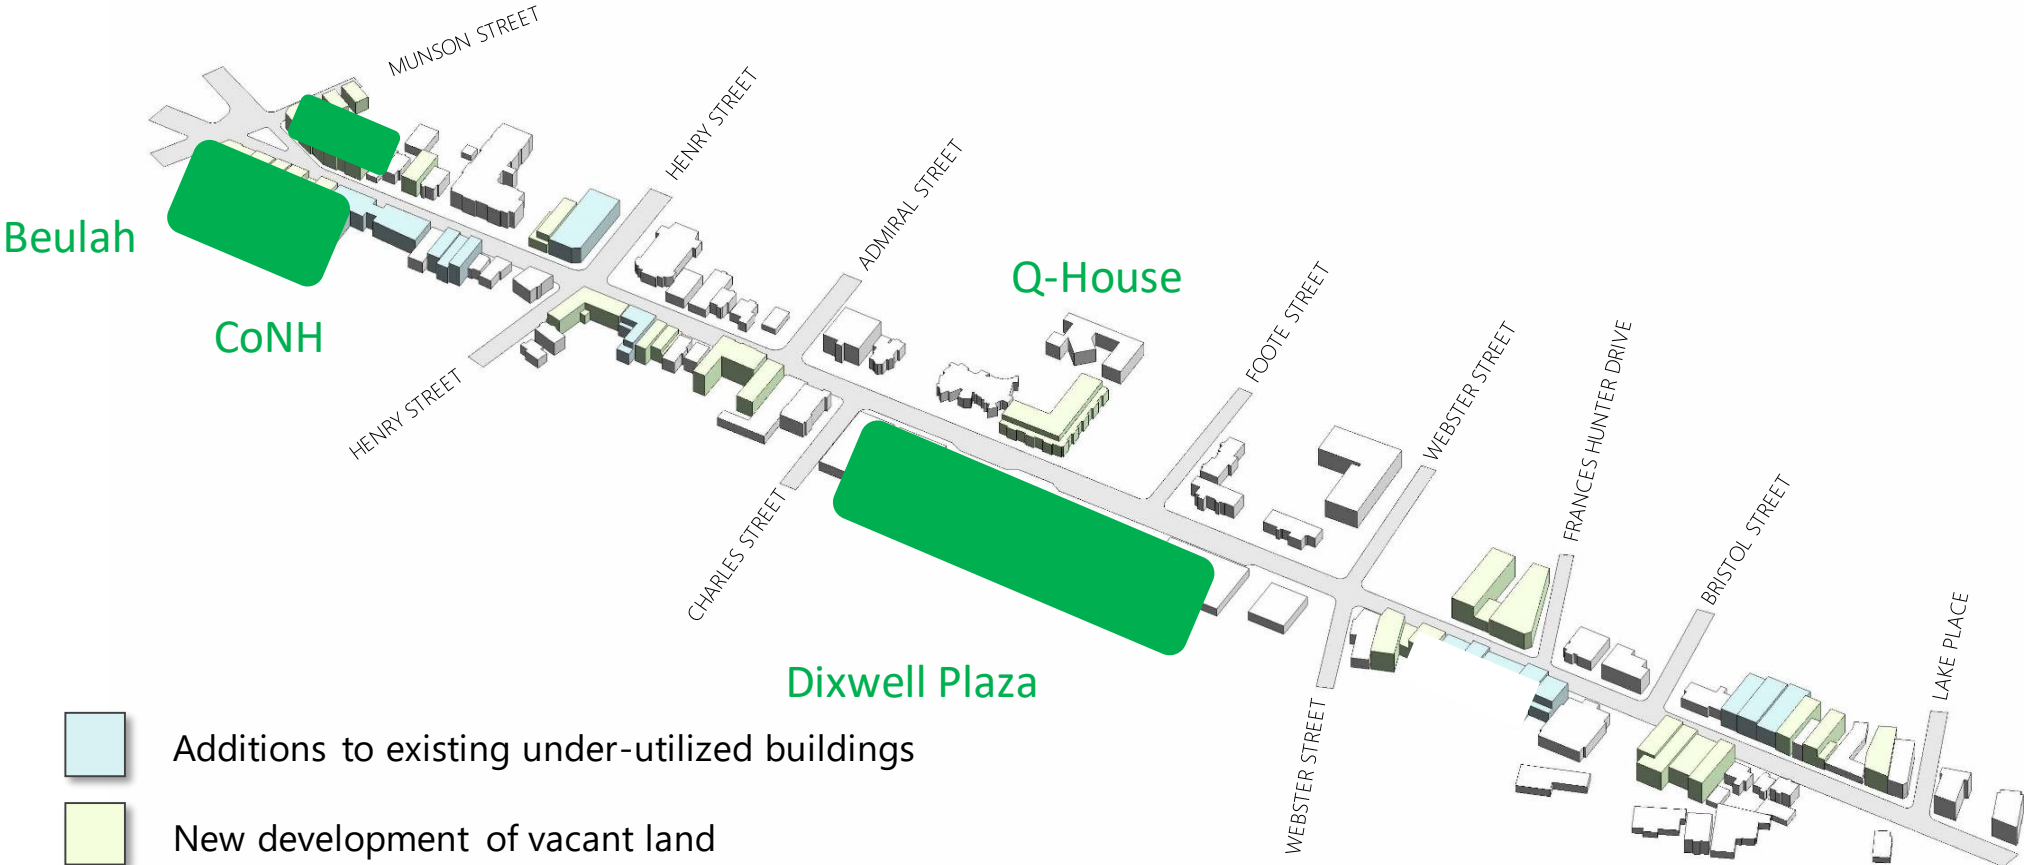 MUNSON STREET
HENRY STREET
ADMIRAL STREET
Beulah
Q-House
CoNH
FOOTE STREET
WEBSTER STREET
FRANCES HUNTER DRIVE
HENRY STREET
BRISTOL STREET
CHARLES STREET
LAKE PLACE
Dixwell Plaza
WEBSTER STREET
Additions to existing under-utilized buildings
New development of vacant land